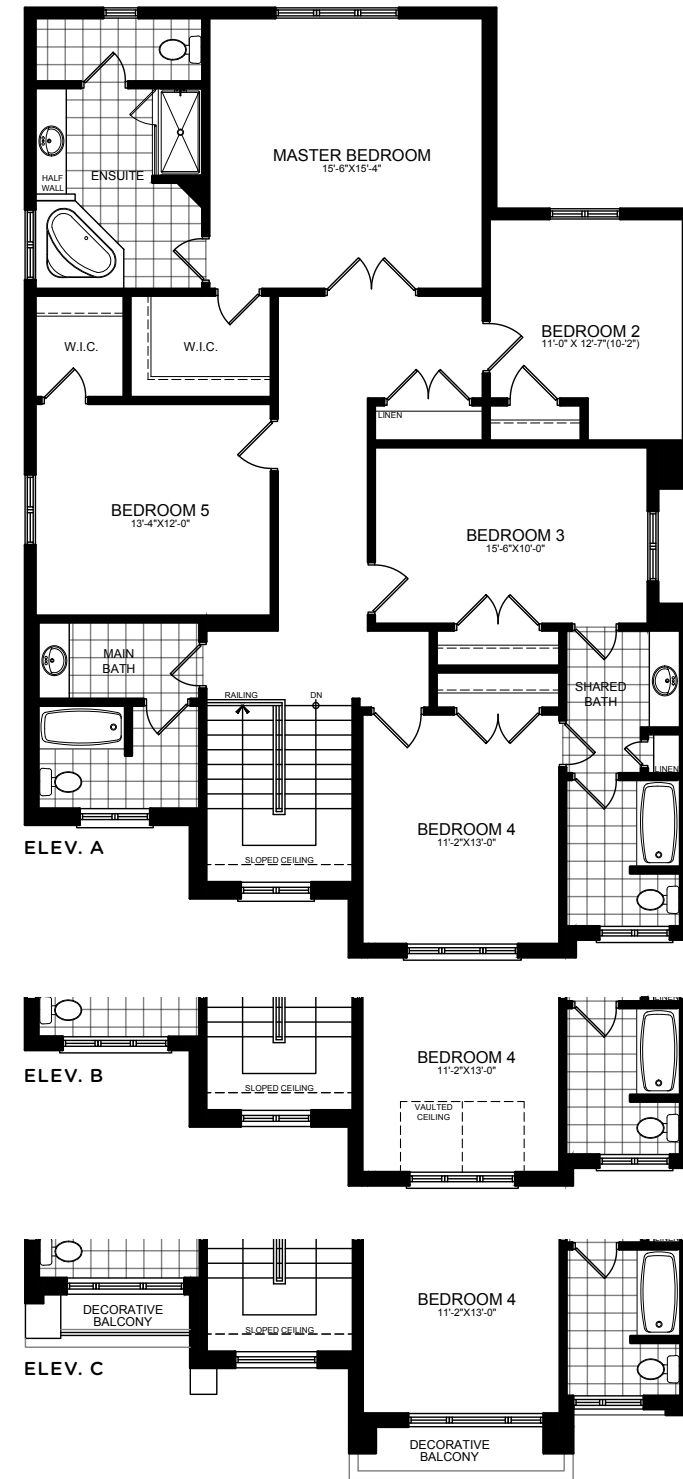 MASTER BEDROOM
15'-6"X15'-4"
ENSUITE
HALF
WALL
W.I.C.
W.I.C.
BEDROOM 2
11'-0" X 12'-7"(10-'2")
LINEN
BEDROOM 5
13'-4"X12'-0"
BEDROOM 3
15'-6"X10'-0"
MAIN
BATH
SHARED
BATH
RAILING
DN
LINEN
BEDROOM 4
11'-2"X13'-0"
SLOPED CEILING
ELEV. A
BEDROOM 4
11'-2"X13'-0"
SLOPED CEILING
VAULTED
CEILING
ELEV. B
BEDROOM 4
11'-2"X13'-0"
DECORATIVE
BALCONY
SLOPED CEILING
ELEV. C
DECORATIVE
BALCONY